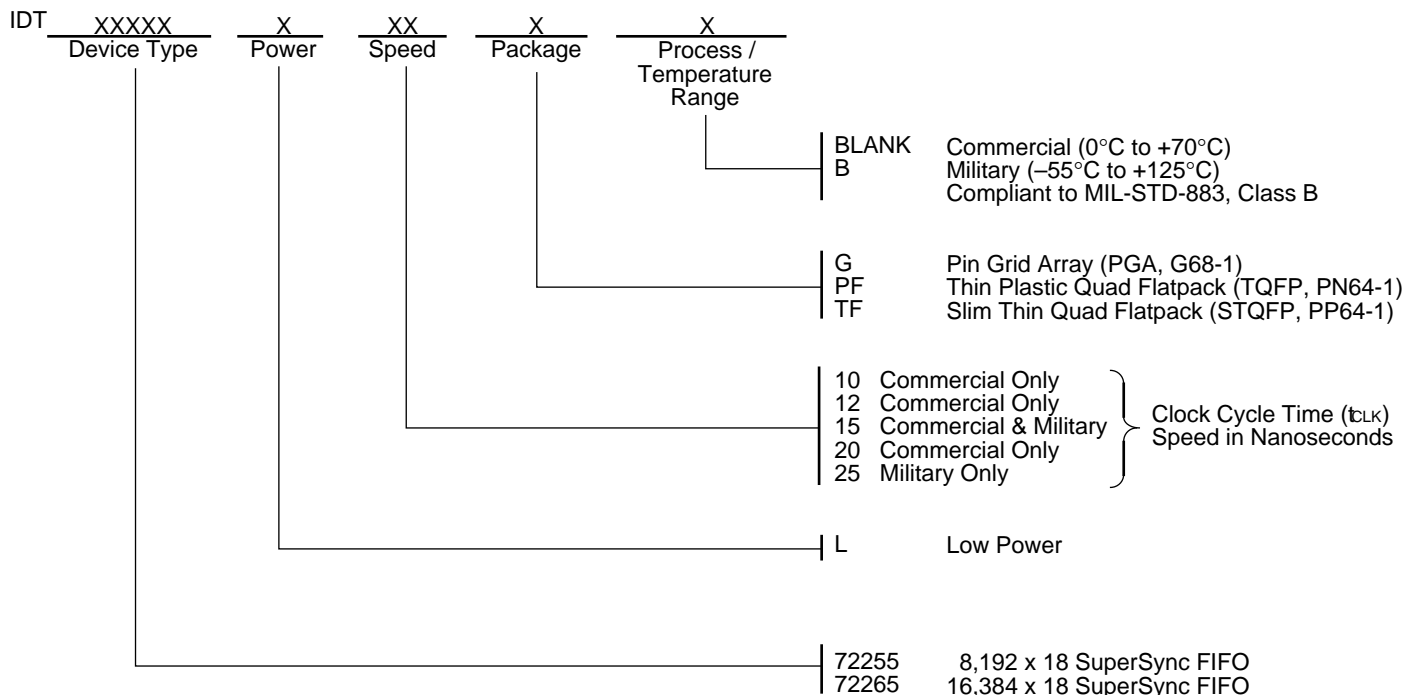 IDT XXXXX X XX X X
Device Type Power Speed Package Process /
Temperature
Range
BLANK Commercial (0°C to +70°C)
B Military (–55°C to +125°C)
Compliant to MIL-STD-883, Class B
G Pin Grid Array (PGA, G68-1)
PF Thin Plastic Quad Flatpack (TQFP, PN64-1)
TF Slim Thin Quad Flatpack (STQFP, PP64-1)
10 Commercial Only
12 Commercial Only
15 Commercial & Military
20 Commercial Only
25 Military Only
Clock Cycle Time (tCLK)
Speed in Nanoseconds
L Low Power
72255 8,192 x 18 SuperSync FIFO
72265 16,384 x 18 SuperSync FIFO